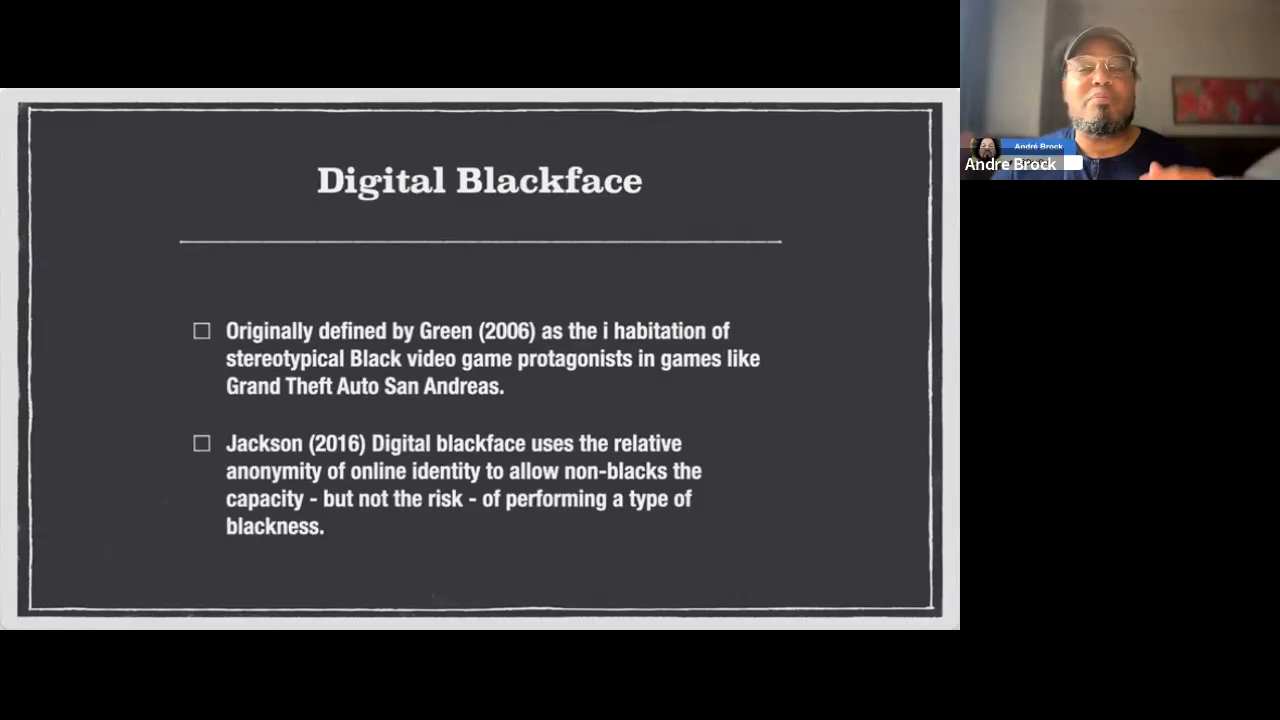 Digital Blackface
Originally defined by Green (2006) as the i habitation of
stereotypical Black video game protagonists in games like
Grand Theft Auto San Andreas.
Jackson (2016) Digital blackface uses the relative
anonymity of online identity to allow non-blacks the
capacity - but not the risk - of performing a type of
blackness.
André Brock
Andre Brock